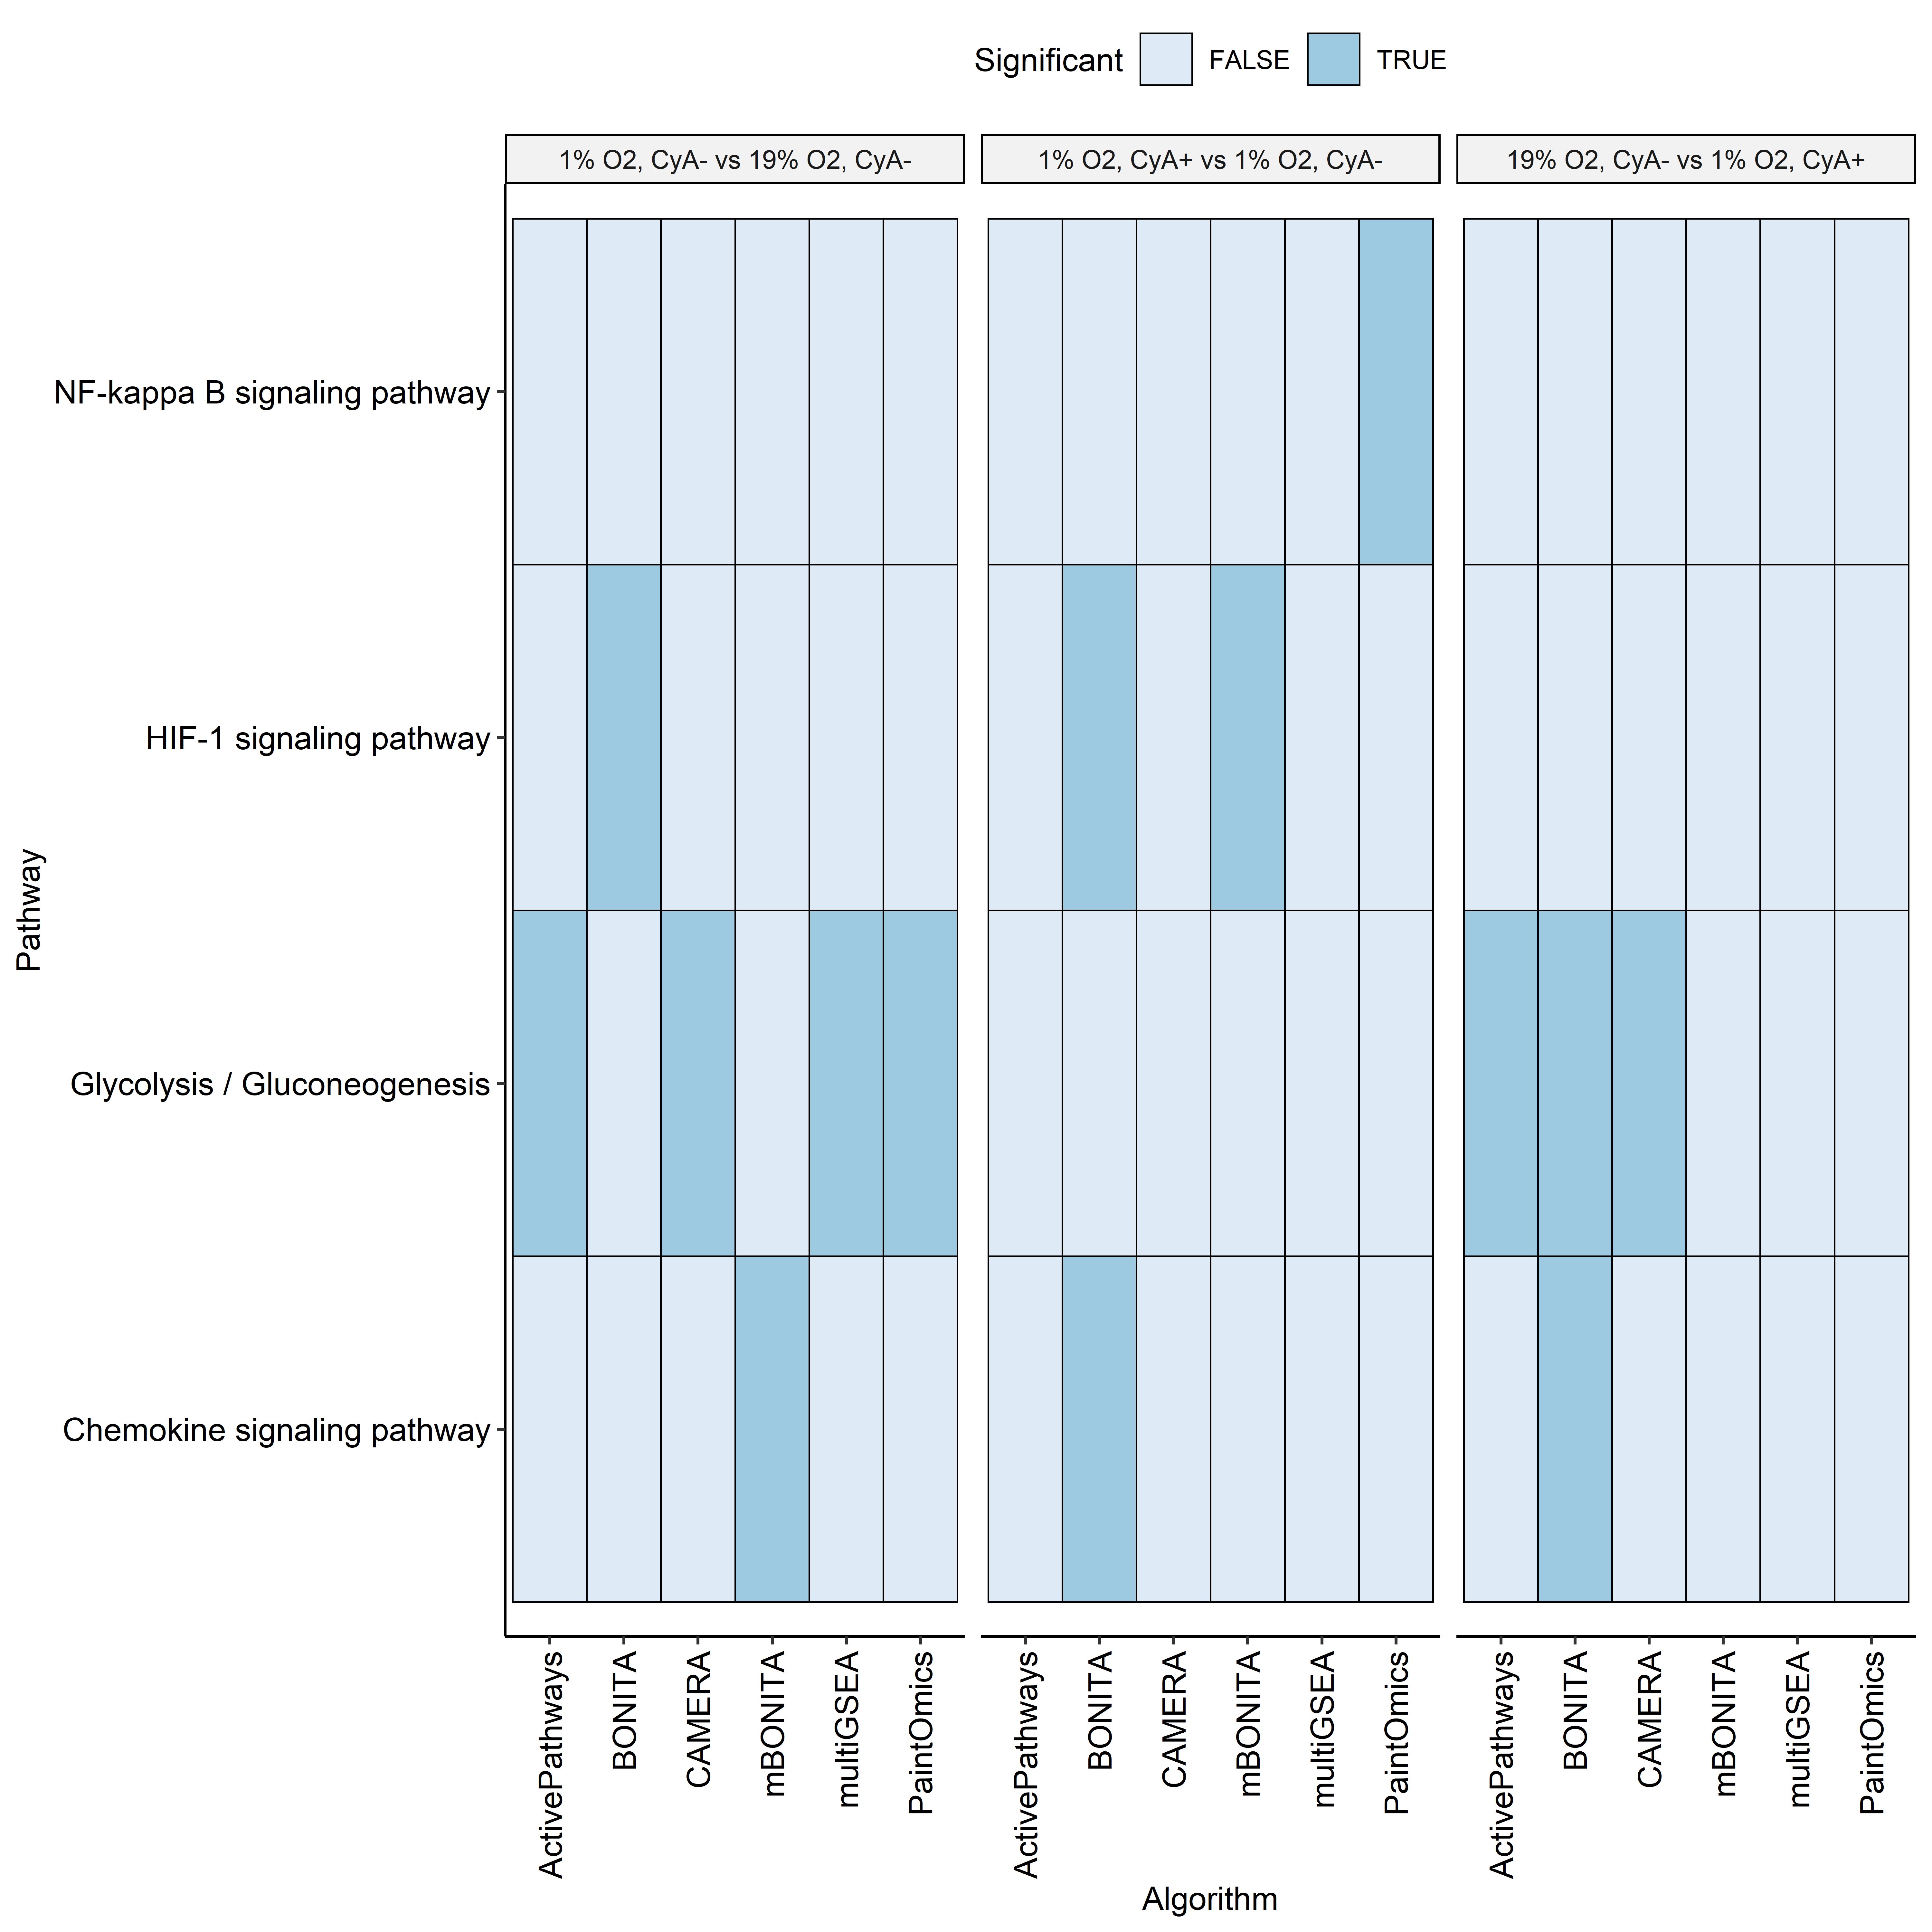 Significant FALSE TRUE
1% O2, CyA- vs 19% O2, CyA-
1% O2, CyA+ vs 1% O2, CyA-
19% O2, CyA- vs 1% O2, CyA+
Pathway
NF-kappa B signaling pathway
HIF-1 signaling pathway
Glycolysis / Gluconeogenesis
Chemokine signaling pathway
ActivePathways
BONITA
CAMERA
mBONITA
multiGSEA
PaintOmics
ActivePathways
BONITA
CAMERA
mBONITA
multiGSEA
PaintOmics
ActivePathways
BONITA
CAMERA
mBONITA
multiGSEA
PaintOmics
Algorithm